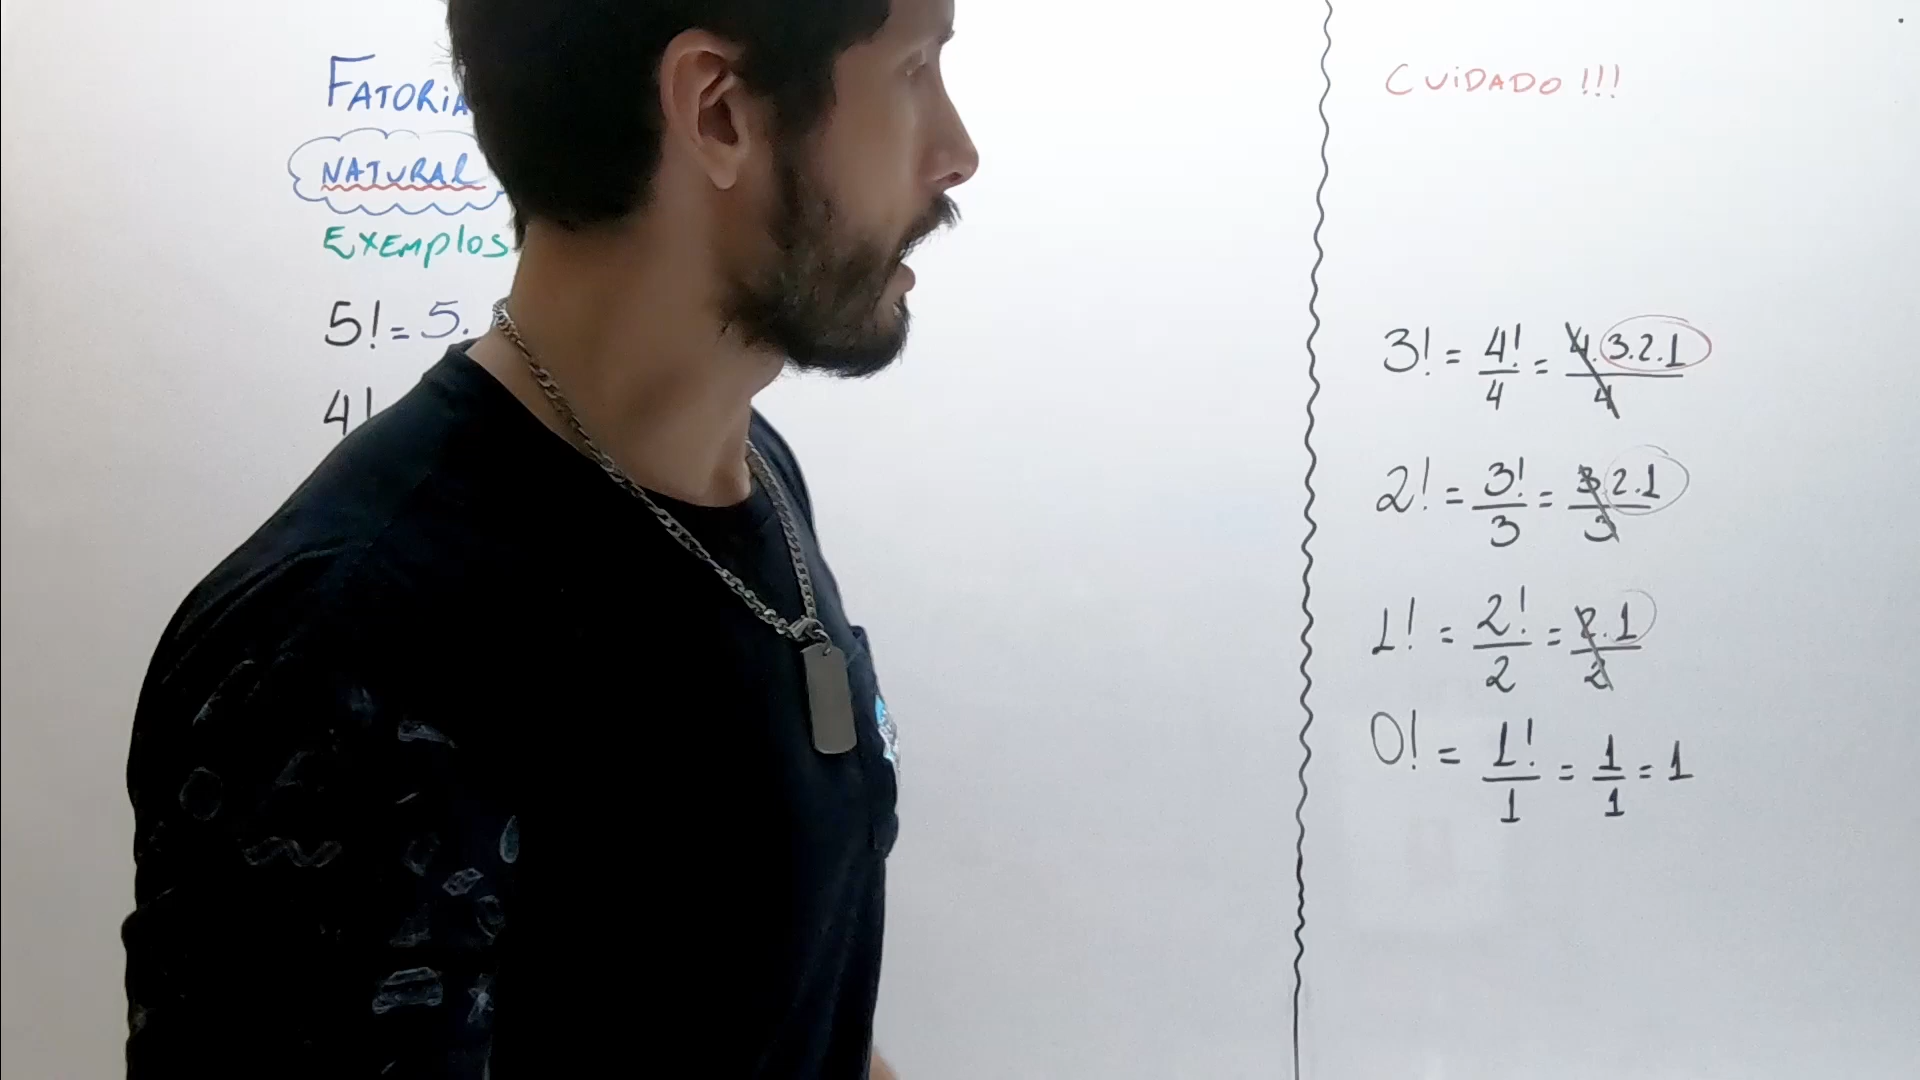 FATORIA
NATURAL
EXEMPLOS
5! = 5.
4!
CUIDADO !!!
3! = 4!/4 = 4.3.2.1/4
2! = 3!/3 = 3.2.1/3
1! = 2!/2 = 2.1/2
0! = 1!/1 = 1/1 = 1